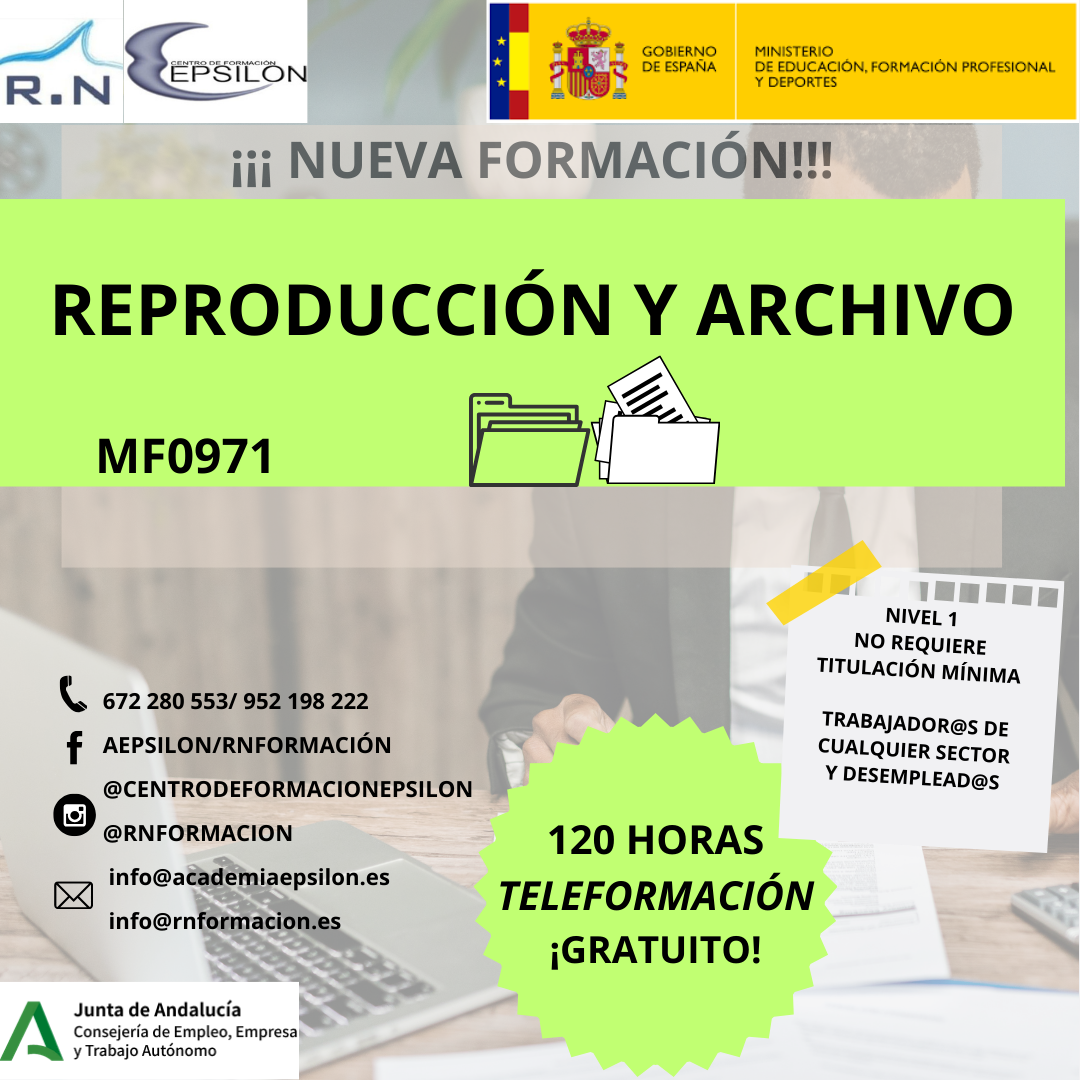 R.N
CENTRO DE FORMACIÓN
EPSILON
GOBIERNO
DE ESPAÑA
MINISTERIO
DE EDUCACIÓN, FORMACIÓN PROFESIONAL
Y DEPORTES
¡¡¡ NUEVA FORMACIÓN!!!
REPRODUCCIÓN Y ARCHIVO
MF0971
NIVEL 1
NO REQUIERE
TITULACIÓN MÍNIMA
TRABAJADOR@S DE
CUALQUIER SECTOR
Y DESEMPLEAD@S
672 280 553/ 952 198 222
AEPSILON/RNFORMACIÓN
@CENTRODEFORMACIONEPSILON
@RNFORMACION
info@academiaepsilon.es
info@rnformacion.es
120 HORAS
TELEFORMACIÓN
¡GRATUITO!
Junta de Andalucía
Consejería de Empleo, Empresa
y Trabajo Autónomo